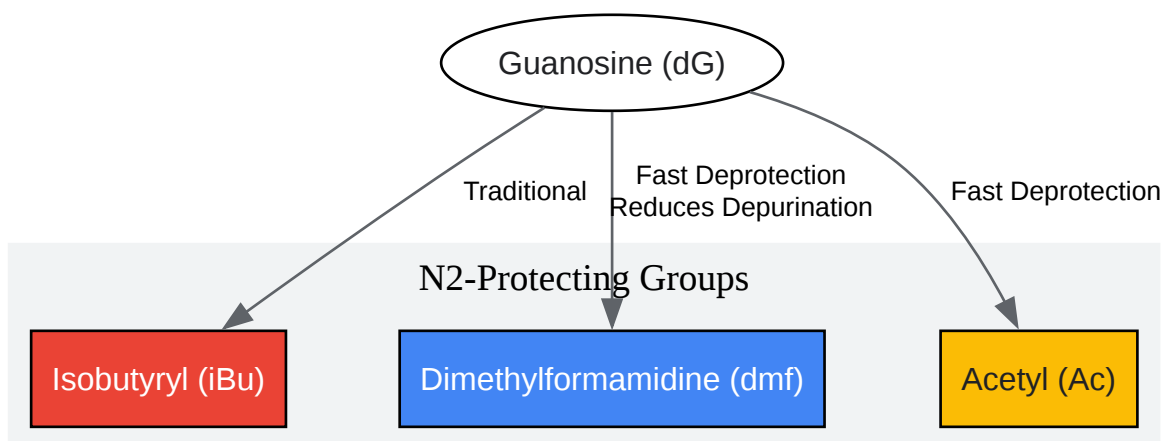 Guanosine (dG)
Traditional
Fast Deprotection
Reduces Depurination
Fast Deprotection
N2-Protecting Groups
Isobutyryl (iBu)
Dimethylformamidine (dmf)
Acetyl (Ac)